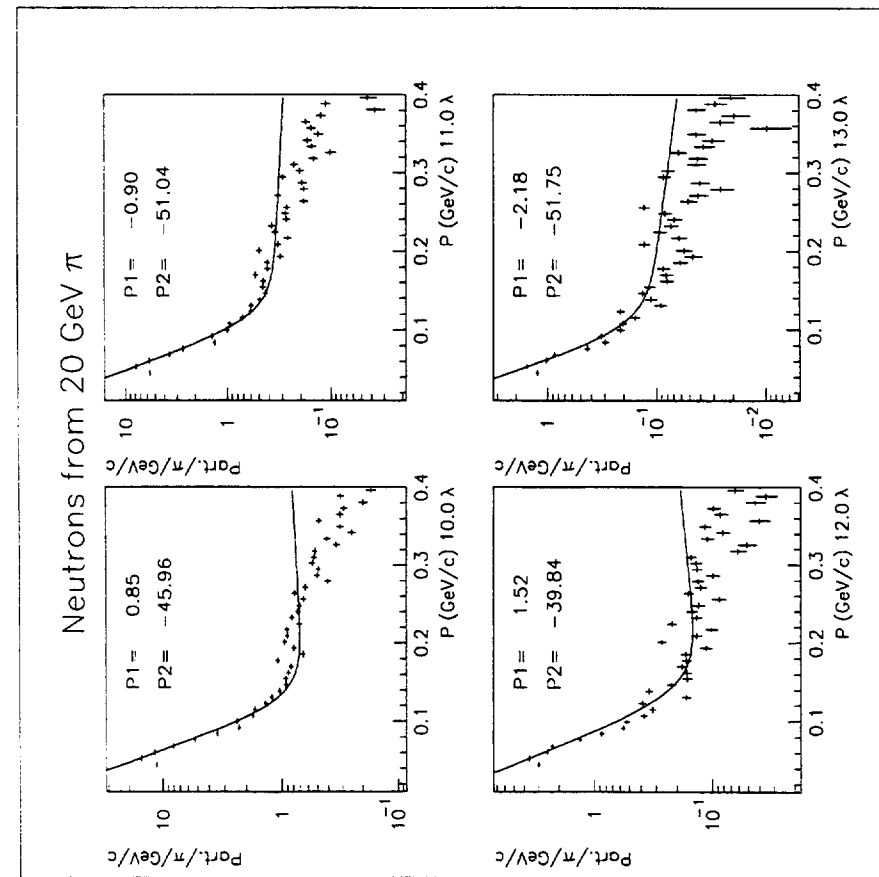 Neutrons from 20 GeV π
P1= 0.85
P2= −45.96
Part./π/GeV/c
1
10⁻¹
0.1
0.2
0.3
0.4
P (GeV/c) 10.0 λ
P1= −0.90
P2= −51.04
Part./π/GeV/c
10
1
10⁻¹
0.1
0.2
0.3
0.4
P (GeV/c) 11.0 λ
P1= 1.52
P2= −39.84
Part./π/GeV/c
1
10⁻¹
0.1
0.2
0.3
0.4
P (GeV/c) 12.0 λ
P1= −2.18
P2= −51.75
Part./π/GeV/c
1
10⁻¹
10⁻²
0.1
0.2
0.3
0.4
P (GeV/c) 13.0 λ